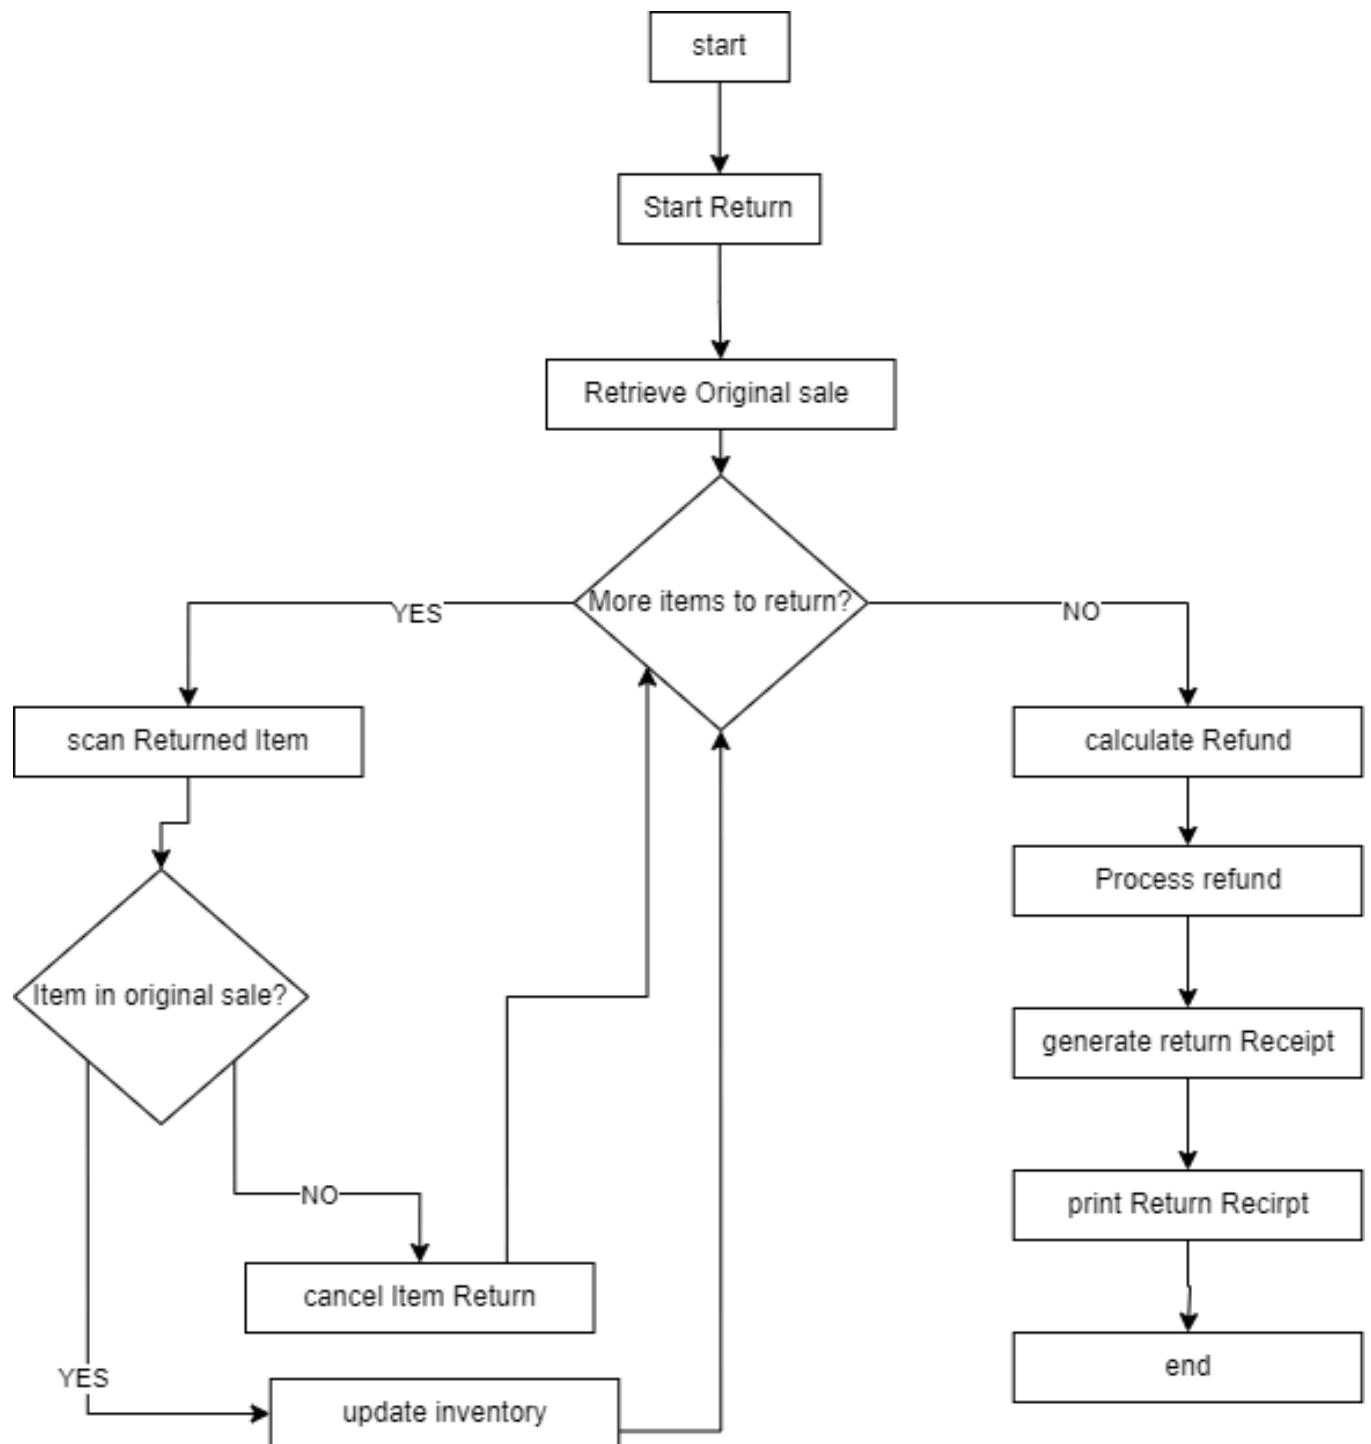 start
Start Return
Retrieve Original sale
More items to return?
YES
NO
scan Returned Item
calculate Refund
Process refund
Item in original sale?
generate return Receipt
NO
print Return Recirpt
cancel Item Return
YES
end
update inventory